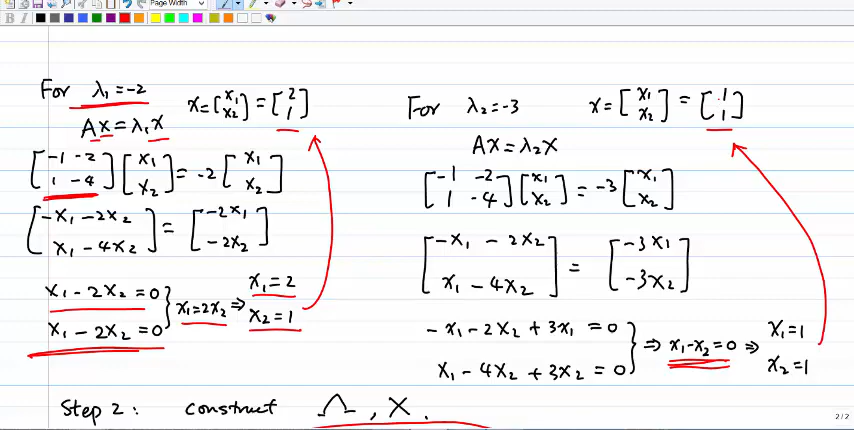 Page Width
B I
For λ₁=-2
x=[x₁ x₂]=[2 1]
Ax=λ₁x
[-1 -2 1 -4][x₁ x₂]=-2[x₁ x₂]
[-x₁-2x₂ x₁-4x₂]=[-2x₁ -2x₂]
x₁-2x₂=0
x₁-2x₂=0
x₁=2x₂ ⇒ x₁=2
x₂=1
For λ₂=-3
x=[x₁ x₂]=[1 1]
Ax=λ₂x
[-1 -2 1 -4][x₁ x₂]=-3[x₁ x₂]
[-x₁-2x₂ x₁-4x₂]=[-3x₁ -3x₂]
-x₁-2x₂+3x₁=0
x₁-4x₂+3x₂=0
⇒ x₁-x₂=0 ⇒ x₁=1
x₂=1
Step 2: construct Λ, X.
2/2